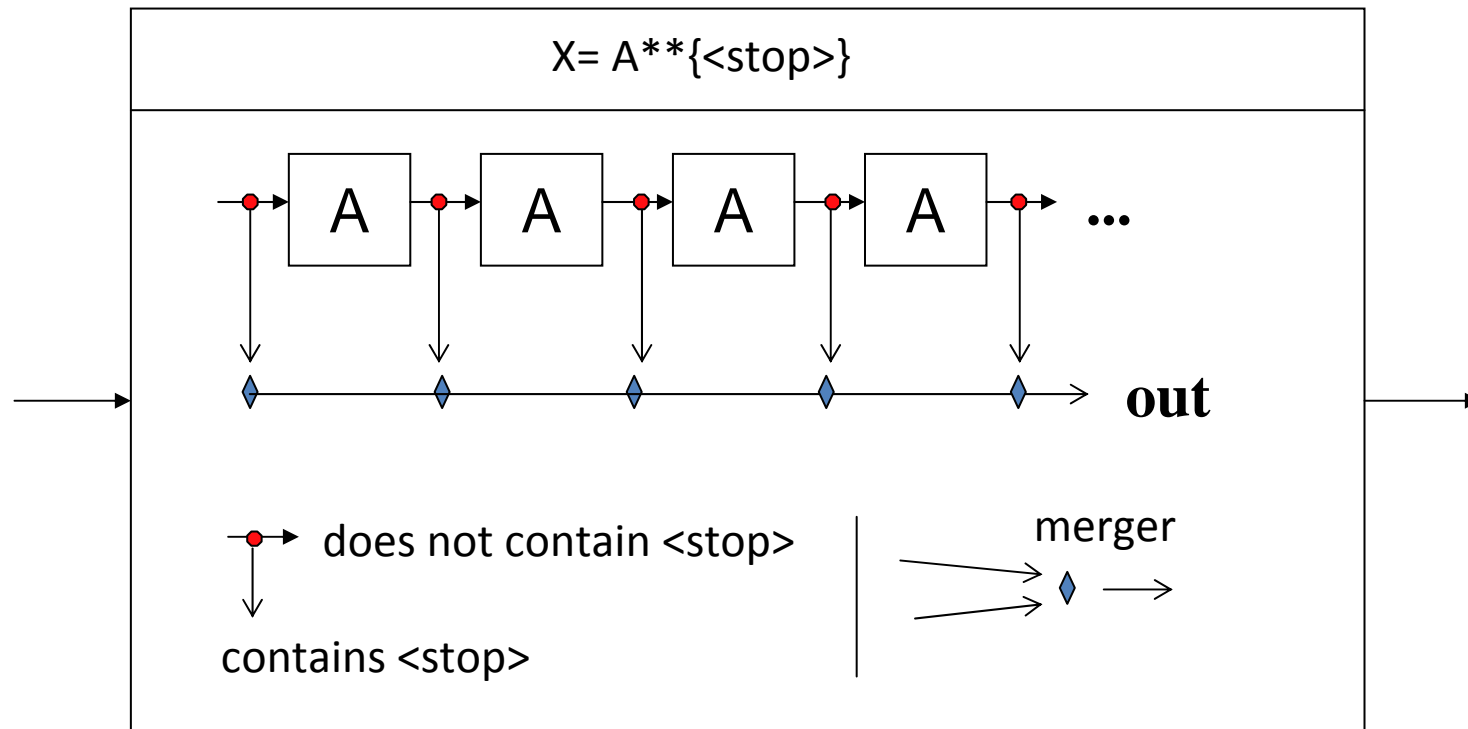 X= A**{<stop>}
A A A A ...
out
does not contain <stop>
contains <stop>
merger